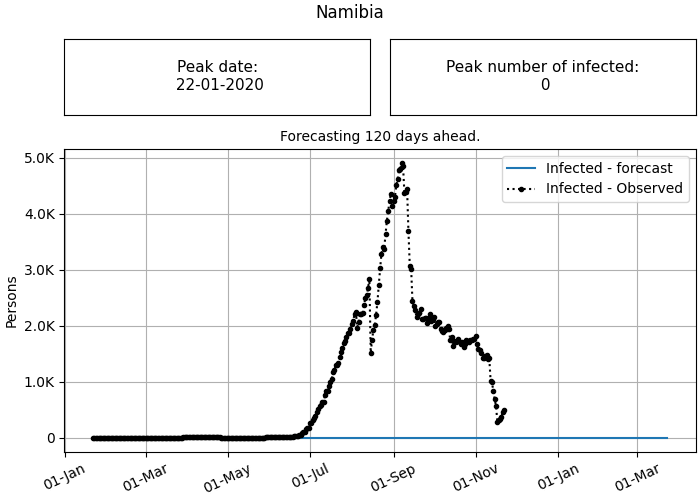 Namibia
Peak date:
22-01-2020
Peak number of infected:
0
Forecasting 120 days ahead.
Infected - forecast
Infected - Observed
Persons
5.0K
4.0K
3.0K
2.0K
1.0K
0
01-Jan
01-Mar
01-May
01-Jul
01-Sep
01-Nov
01-Jan
01-Mar